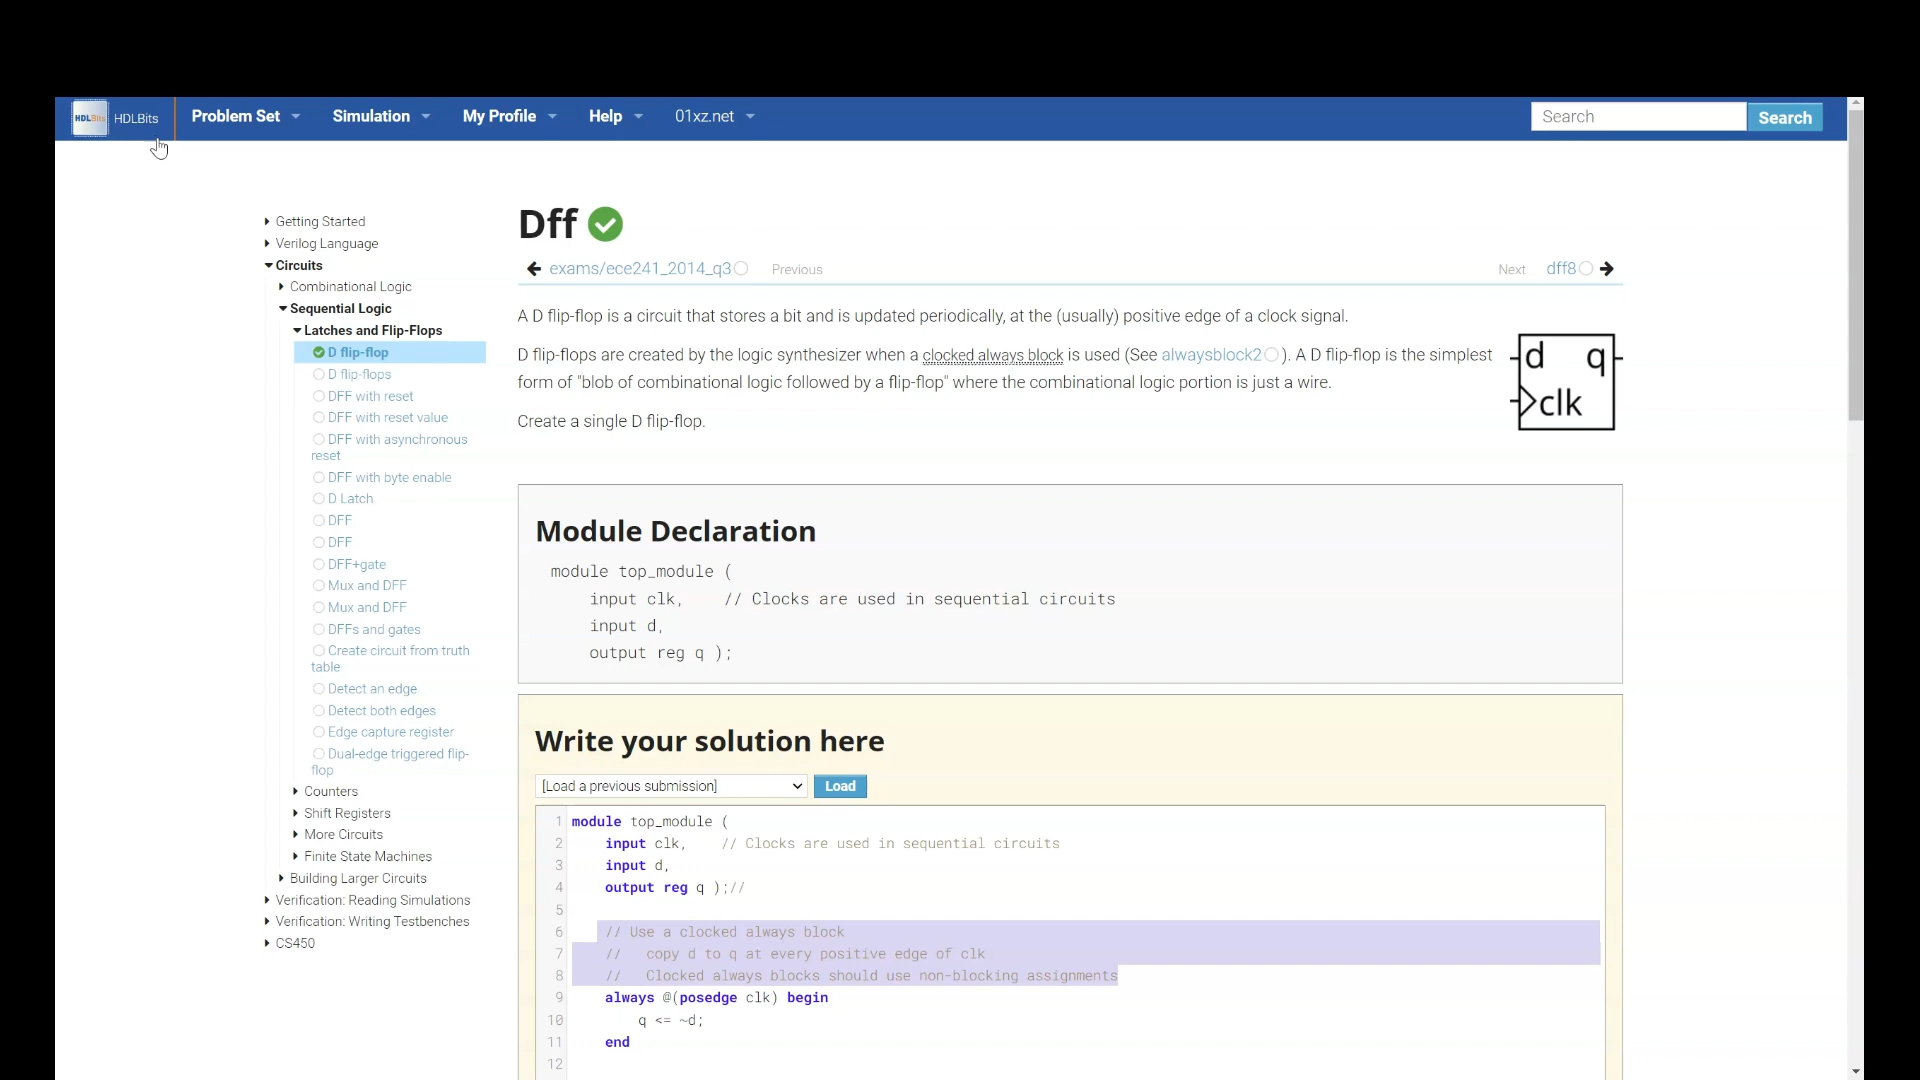 HDLBits HDLBits Problem Set Simulation My Profile Help 01xz.net Search Search
Getting Started
Verilog Language
Circuits
Combinational Logic
Sequential Logic
Latches and Flip-Flops
D flip-flop
D flip-flops
DFF with reset
DFF with reset value
DFF with asynchronous
reset
DFF with byte enable
D Latch
DFF
DFF
DFF+gate
Mux and DFF
Mux and DFF
DFFs and gates
Create circuit from truth
table
Detect an edge
Detect both edges
Edge capture register
Dual-edge triggered flip-
flop
Counters
Shift Registers
More Circuits
Finite State Machines
Building Larger Circuits
Verification: Reading Simulations
Verification: Writing Testbenches
CS450
Dff
exams/ece241_2014_q3 Previous Next dff8
A D flip-flop is a circuit that stores a bit and is updated periodically, at the (usually) positive edge of a clock signal.
D flip-flops are created by the logic synthesizer when a clocked always block is used (See alwaysblock2 ). A D flip-flop is the simplest
form of "blob of combinational logic followed by a flip-flop" where the combinational logic portion is just a wire.
Create a single D flip-flop.
d q
clk
Module Declaration
module top_module (
input clk, // Clocks are used in sequential circuits
input d,
output reg q );
Write your solution here
[Load a previous submission] Load
1 module top_module (
2 input clk, // Clocks are used in sequential circuits
3 input d,
4 output reg q );//
5
6 // Use a clocked always block
7 // copy d to q at every positive edge of clk
8 // Clocked always blocks should use non-blocking assignments
9 always @(posedge clk) begin
10 q <= ~d;
11 end
12